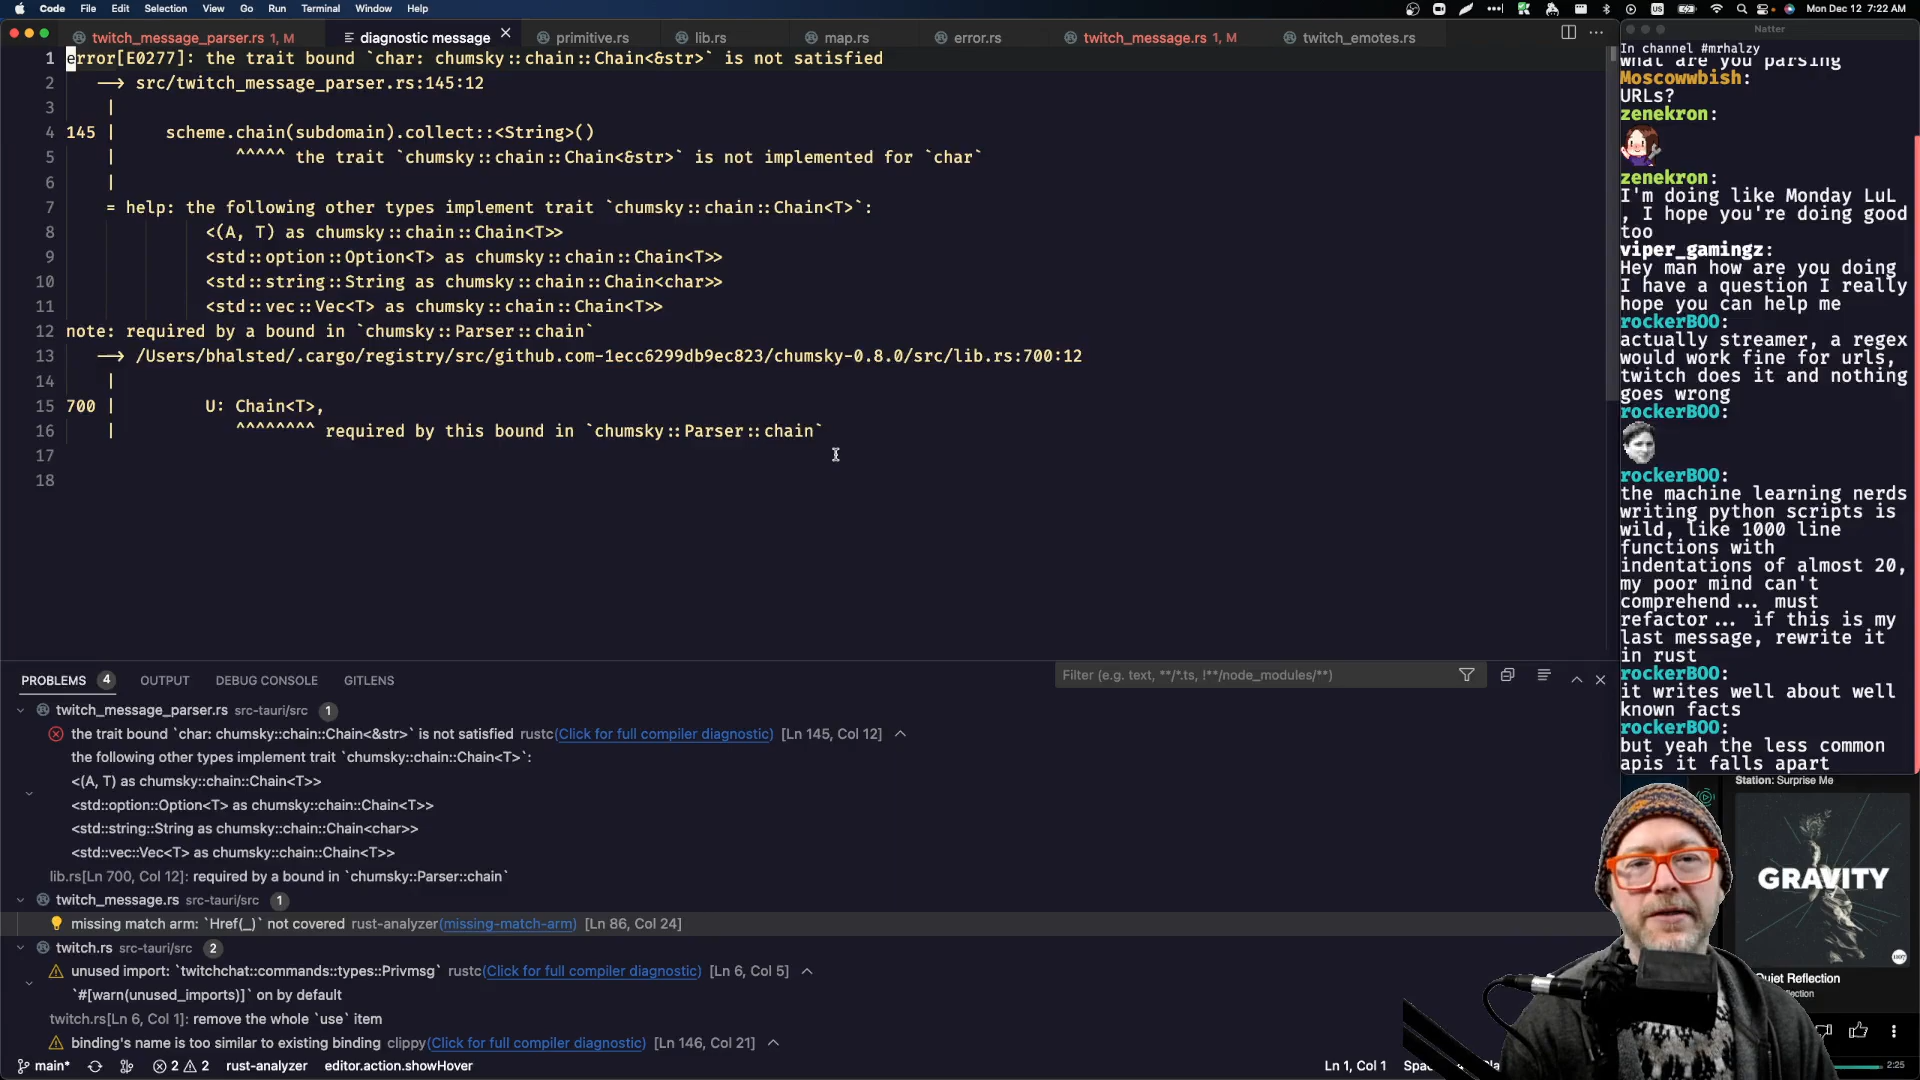 Code File Edit Selection View Go Run Terminal Window Help
US Mon Dec 12 7:22 AM
twitch_message_parser.rs 1, M
diagnostic message
primitive.rs
lib.rs
map.rs
error.rs
twitch_message.rs 1, M
twitch_emotes.rs
1 error[E0277]: the trait bound `char: chumsky::chain::Chain<&str>` is not satisfied
2 --> src/twitch_message_parser.rs:145:12
3 |
4 145 | scheme.chain(subdomain).collect::<String>()
5 | ^^^^^ the trait `chumsky::chain::Chain<&str>` is not implemented for `char`
6 |
7 = help: the following other types implement trait `chumsky::chain::Chain<T>`:
8 <(A, T) as chumsky::chain::Chain<T>>
9 <std::option::Option<T> as chumsky::chain::Chain<T>>
10 <std::string::String as chumsky::chain::Chain<char>>
11 <std::vec::Vec<T> as chumsky::chain::Chain<T>>
12 note: required by a bound in `chumsky::Parser::chain`
13 --> /Users/bhalsted/.cargo/registry/src/github.com-1ecc6299db9ec823/chumsky-0.8.0/src/lib.rs:700:12
14 |
15 700 | U: Chain<T>,
16 | ^^^^^^^^ required by this bound in `chumsky::Parser::chain`
17
18
PROBLEMS 4 OUTPUT DEBUG CONSOLE GITLENS
Filter (e.g. text, **/*.ts, !**/node_modules/**)
twitch_message_parser.rs src-tauri/src 1
the trait bound `char: chumsky::chain::Chain<&str>` is not satisfied rustc(Click for full compiler diagnostic) [Ln 145, Col 12]
the following other types implement trait `chumsky::chain::Chain<T>`:
<(A, T) as chumsky::chain::Chain<T>>
<std::option::Option<T> as chumsky::chain::Chain<T>>
<std::string::String as chumsky::chain::Chain<char>>
<std::vec::Vec<T> as chumsky::chain::Chain<T>>
lib.rs[Ln 700, Col 12]: required by a bound in `chumsky::Parser::chain`
twitch_message.rs src-tauri/src 1
missing match arm: `Href(_)` not covered rust-analyzer(missing-match-arm) [Ln 86, Col 24]
twitch.rs src-tauri/src 2
unused import: `twitchchat::commands::types::Privmsg` rustc(Click for full compiler diagnostic) [Ln 6, Col 5]
`#[warn(unused_imports)]` on by default
twitch.rs[Ln 6, Col 1]: remove the whole `use` item
binding's name is too similar to existing binding clippy(Click for full compiler diagnostic) [Ln 146, Col 21]
main* 2 2 rust-analyzer editor.action.showHover
Ln 1, Col 1
Natter
In channel #mrhalzy
what are you parsing
Moscowwbish:
URLs?
zenekron:
zenekron:
I'm doing like Monday LuL
, I hope you're doing good
too
viper_gamingz:
Hey man how are you doing
I have a question I really
hope you can help me
rockerBOO:
actually streamer, a regex
would work fine for urls,
twitch does it and nothing
goes wrong
rockerBOO:
rockerBOO:
the machine learning nerds
writing python scripts is
wild, like 1000 line
functions with
indentations of almost 20,
my poor mind can't
comprehend... must
refactor... if this is my
last message, rewrite it
in rust
rockerBOO:
it writes well about well
known facts
rockerBOO:
but yeah the less common
apis it falls apart
Station: Surprise Me
GRAVITY
Quiet Reflection
2:25